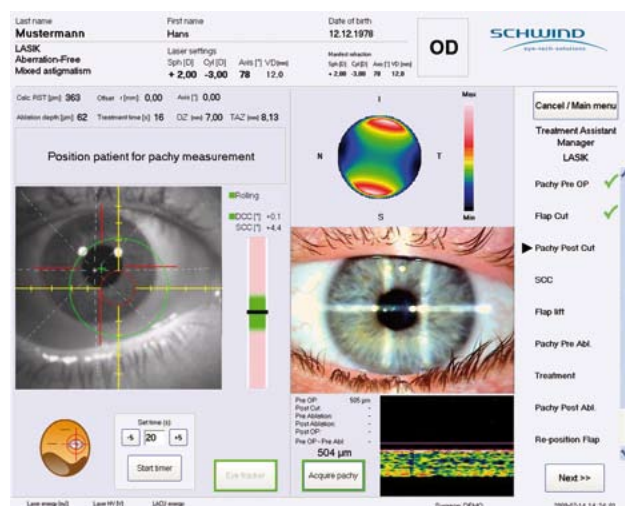 Last name
Mustermann
LASIK
Aberration-Free
Mixed astigmatism
First name
Hans
Laser settings
Sph [D] Cyl [D] Axis [°] VD [mm]
+ 2,00 -3,00 78 12,0
Date of birth
12.12.1978
Manifest refraction
Sph [D] Cyl [D] Axis [°] VD [mm]
+ 2,00 -3,00 78 12,0
OD
SCHWIND
eye-tech-solutions
Calc. RST [µm] 363 Offset r [mm] 0,00 Axis [°] 0,00
Ablation depth [µm] 62 Treatment time [s] 16 OZ [mm] 7,00 TAZ [mm] 8,13
Position patient for pachy measurement
Rolling
DCC [°] +0.1
SCC [°] +4.4
I
N
T
S
Max
Min
Cancel / Main menu
Treatment Assistant
Manager
LASIK
Pachy Pre OP
Flap Cut
Pachy Post Cut
SCC
Flap lift
Pachy Pre Abl.
Treatment
Pachy Post Abl.
Re-position Flap
Next >>
Set time (s)
-5 20 +5
Start timer
Eye tracker
Pre OP: 505 µm
Post Cut: -
Pre Ablation: -
Post Ablation: -
Post OP: -
Pre OP - Pre Abl.
504 µm
Acquire pachy